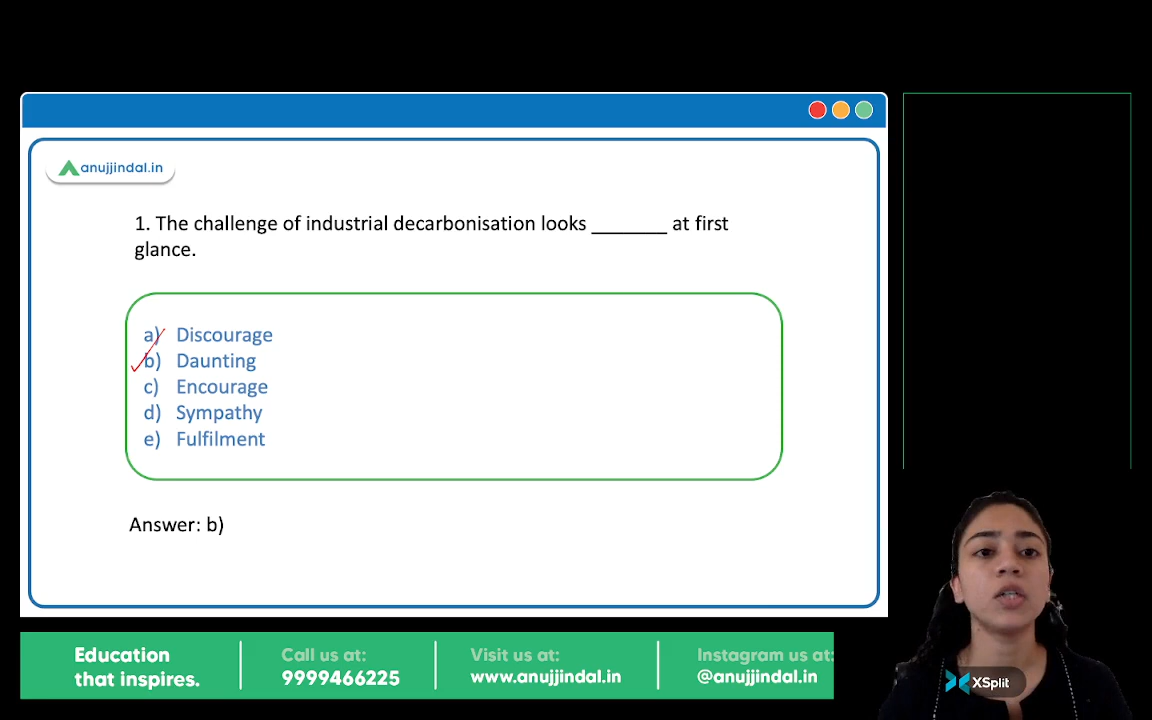 anujjindal.in
1. The challenge of industrial decarbonisation looks _______ at first
glance.
a) Discourage
b) Daunting
c) Encourage
d) Sympathy
e) Fulfilment
Answer: b)
Education
that inspires.
Call us at:
9999466225
Visit us at:
www.anujjindal.in
Instagram us at:
@anujjindal.in
XSplit